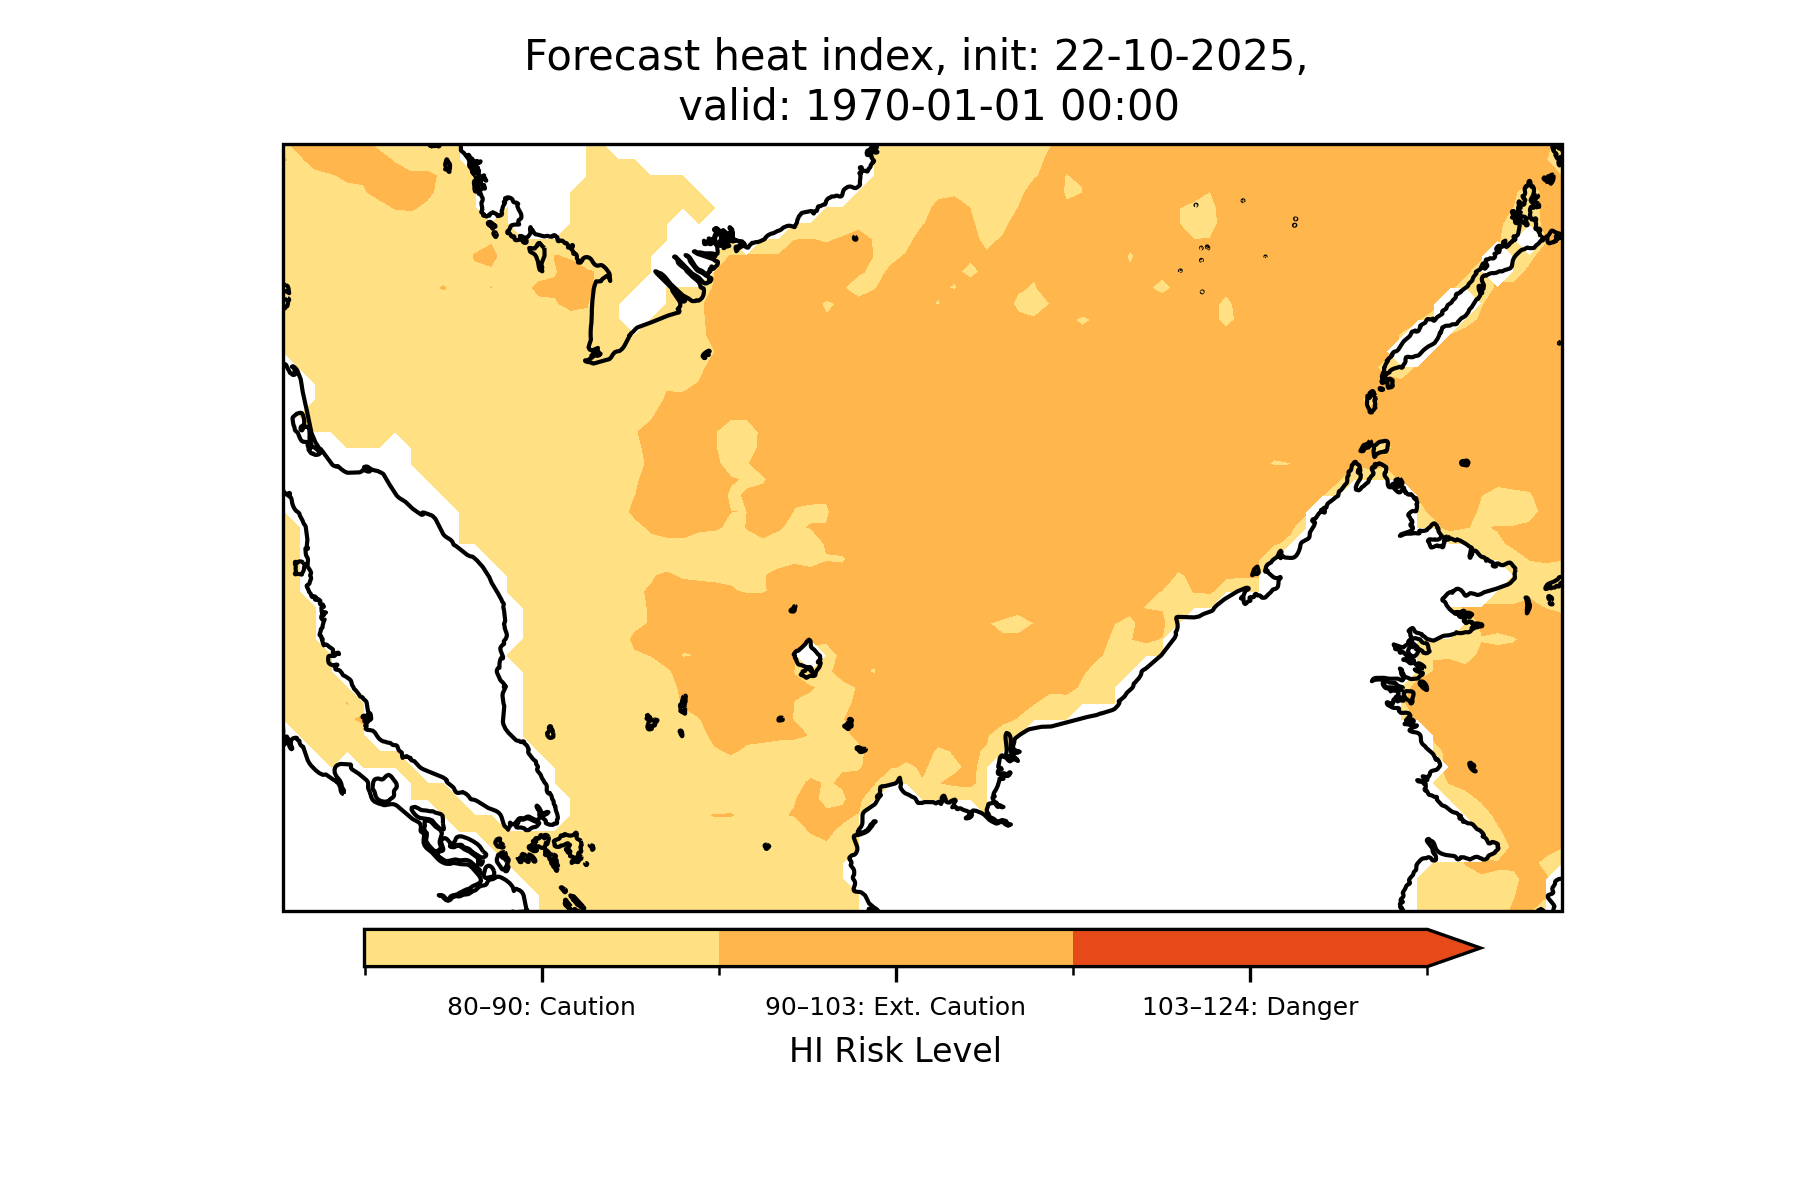 Forecast heat index, init: 22-10-2025,
valid: 1970-01-01 00:00
80–90: Caution
90–103: Ext. Caution
103–124: Danger
HI Risk Level